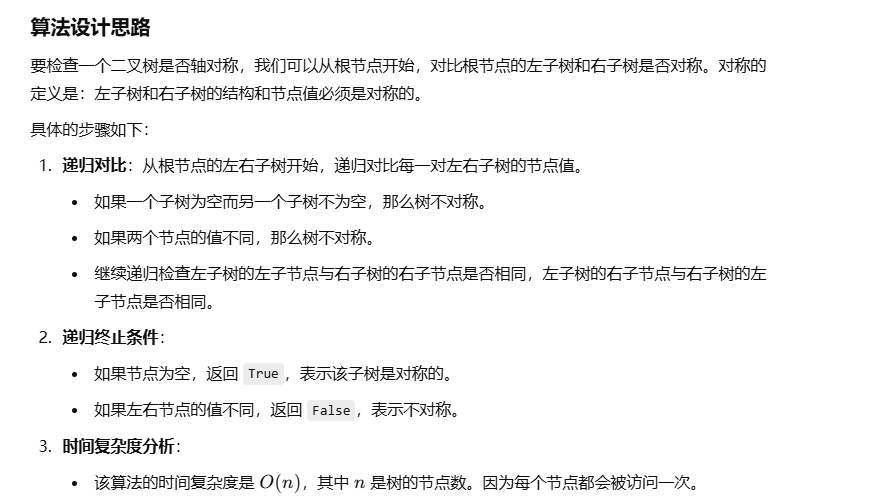 算法设计思路
要检查一个二叉树是否轴对称，我们可以从根节点开始，对比根节点的左子树和右子树是否对称。对称的
定义是：左子树和右子树的结构和节点值必须是对称的。
具体的步骤如下：
1. 递归对比：从根节点的左右子树开始，递归对比每一对左右子树的节点值。
• 如果一个子树为空而另一个子树不为空，那么树不对称。
• 如果两个节点的值不同，那么树不对称。
• 继续递归检查左子树的左子节点与右子树的右子节点是否相同，左子树的右子节点与右子树的左
子节点是否相同。
2. 递归终止条件：
• 如果节点为空，返回 True，表示该子树是对称的。
• 如果左右节点的值不同，返回 False，表示不对称。
3. 时间复杂度分析：
• 该算法的时间复杂度是 O(n)，其中 n 是树的节点数。因为每个节点都会被访问一次。